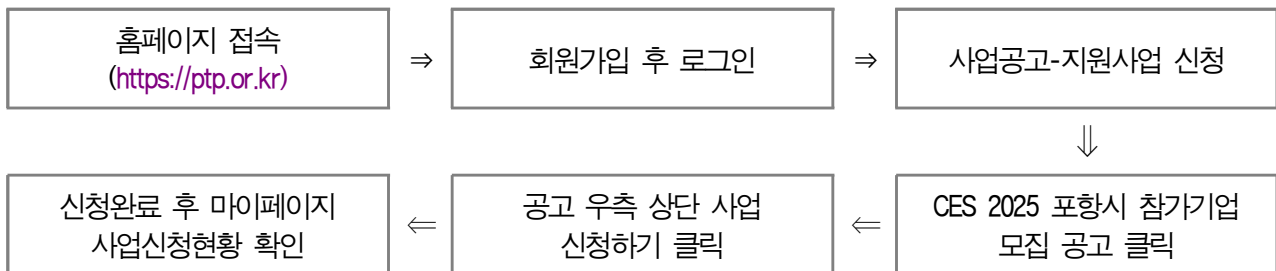 홈페이지 접속
(https://ptp.or.kr)
⇒
회원가입 후 로그인
⇒
사업공고-지원사업 신청
⇓
CES 2025 포항시 참가기업
모집 공고 클릭
⇐
공고 우측 상단 사업
신청하기 클릭
⇐
신청완료 후 마이페이지
사업신청현황 확인